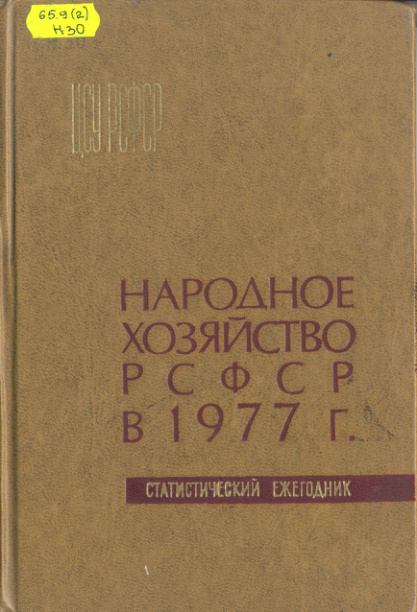 65.9(2)
Н30
ЦСУ РСФСР
НАРОДНОЕ
ХОЗЯЙСТВО
РСФСР
В 1977 Г.
СТАТИСТИЧЕСКИЙ ЕЖЕГОДНИК